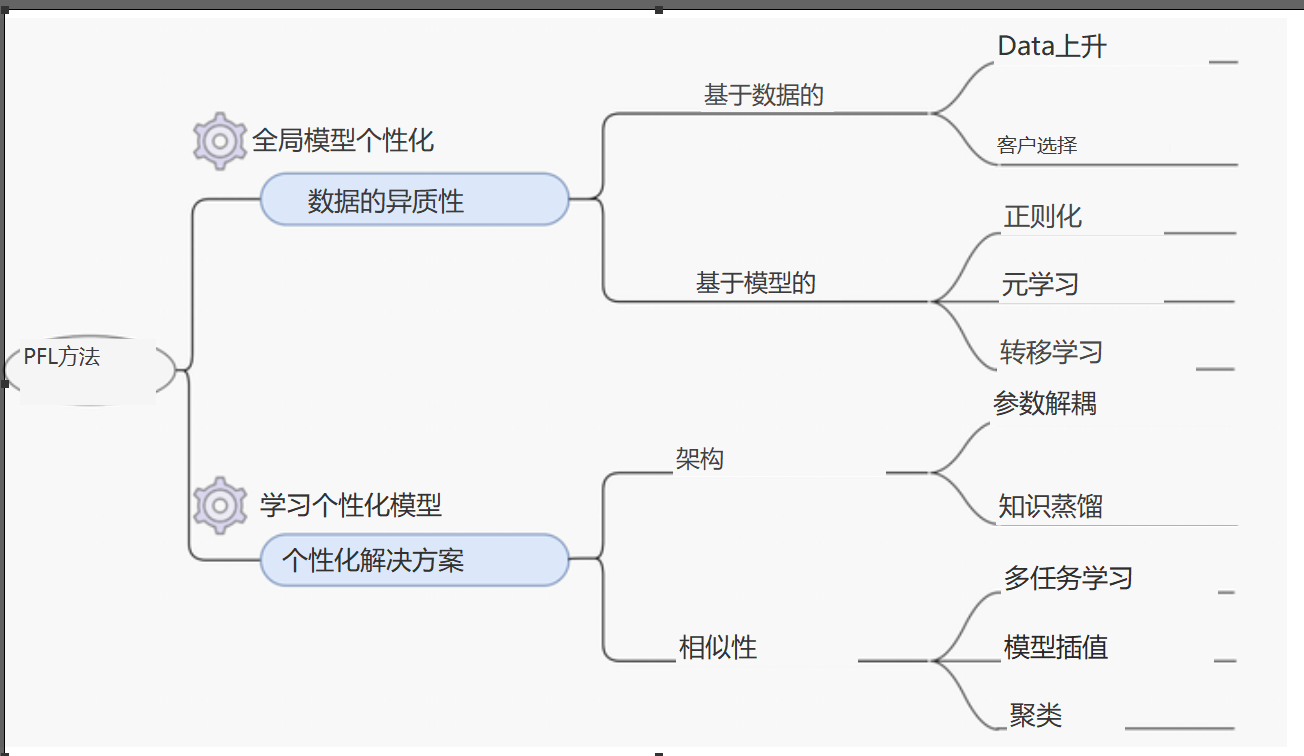 PFL方法
全局模型个性化
数据的异质性
基于数据的
Data上升
客户选择
基于模型的
正则化
元学习
转移学习
学习个性化模型
个性化解决方案
架构
参数解耦
知识蒸馏
相似性
多任务学习
模型插值
聚类